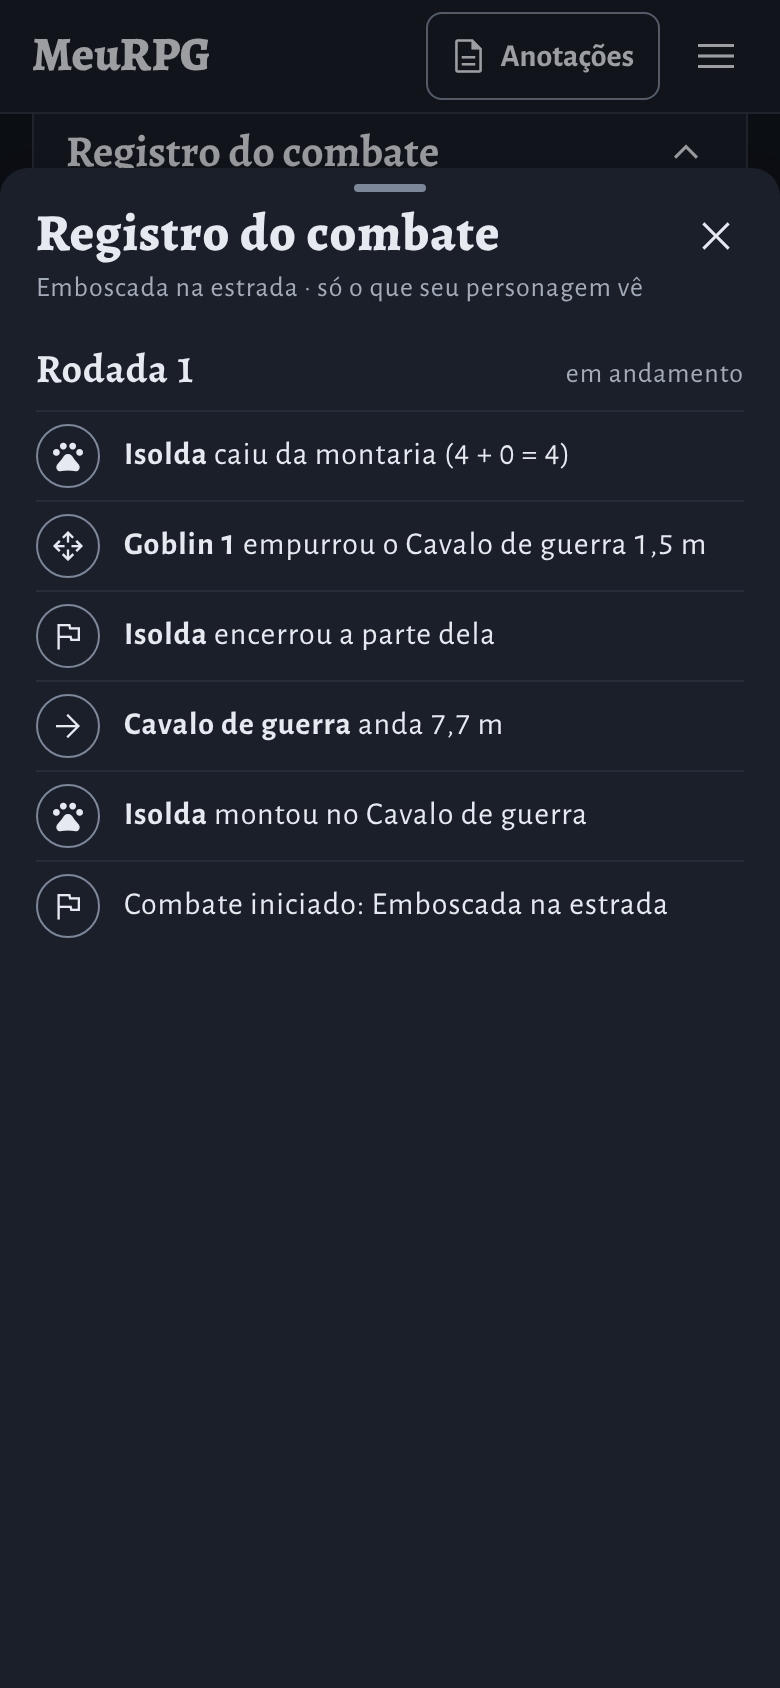 MeuRPG
Anotações
Registro do combate
Registro do combate
Emboscada na estrada · só o que seu personagem vê
Rodada 1
em andamento
Isolda caiu da montaria (4 + 0 = 4)
Goblin 1 empurrou o Cavalo de guerra 1,5 m
Isolda encerrou a parte dela
Cavalo de guerra anda 7,7 m
Isolda montou no Cavalo de guerra
Combate iniciado: Emboscada na estrada